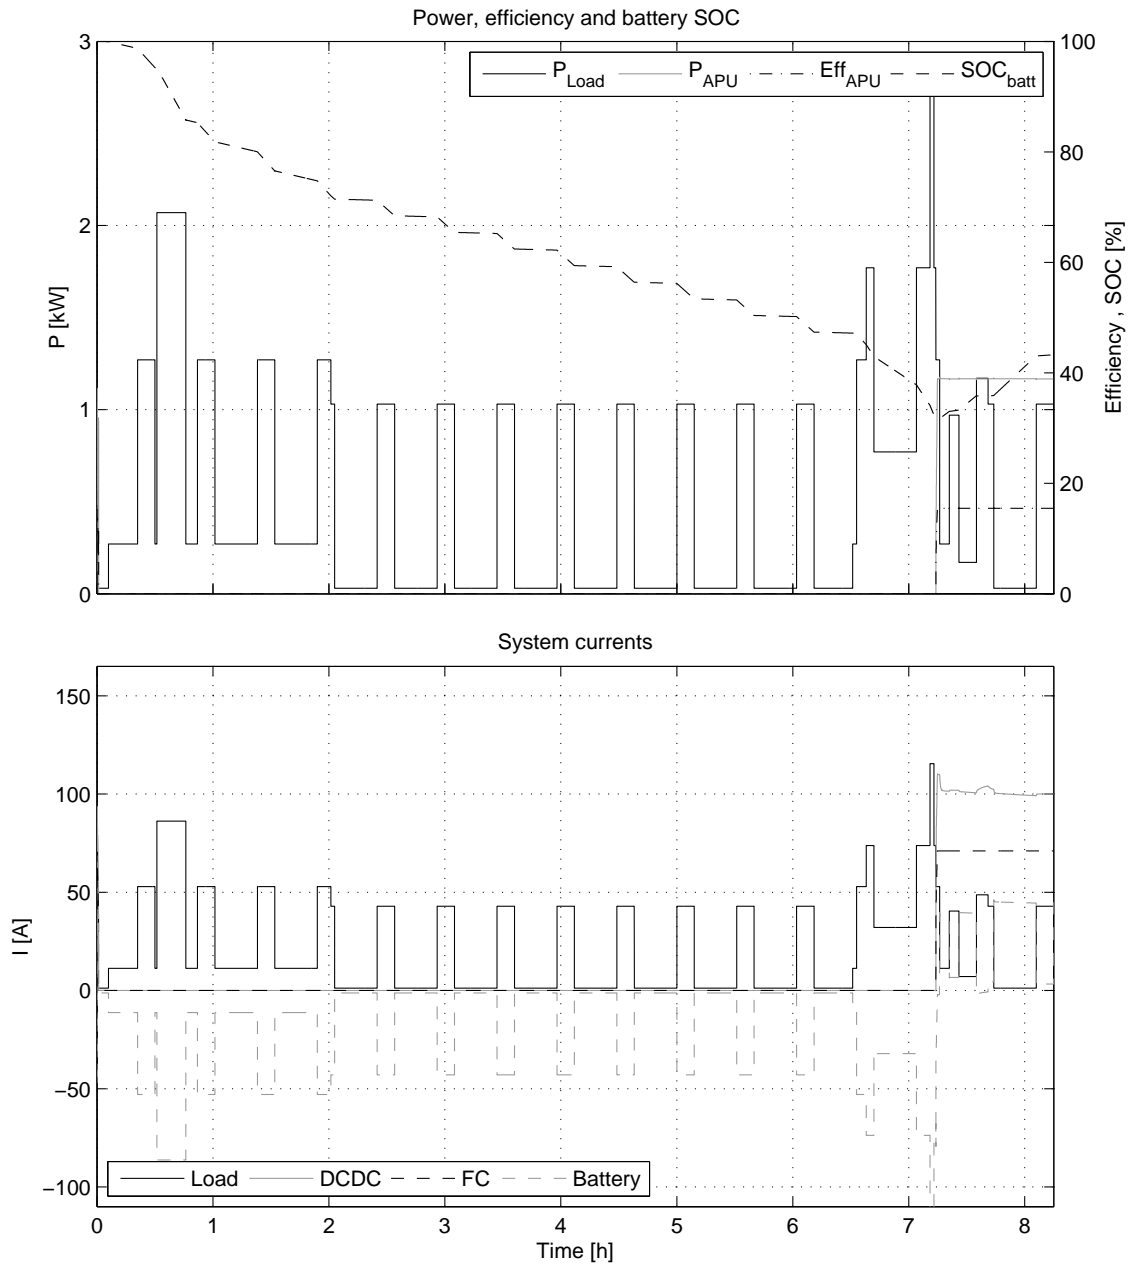 Power, efficiency and battery SOC
P_Load P_APU Eff_APU SOC_batt
3
2
1
0
P [kW]
100
80
60
40
20
0
Efficiency , SOC [%]
System currents
150
100
50
0
−50
−100
I [A]
Load DCDC FC Battery
0 1 2 3 4 5 6 7 8
Time [h]